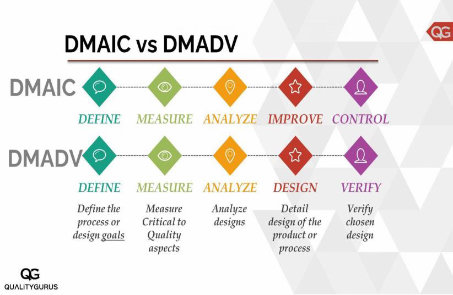 QG
DMAIC vs DMADV
DMAIC
DEFINE MEASURE ANALYZE IMPROVE CONTROL
DMADV
DEFINE MEASURE ANALYZE DESIGN VERIFY
Define the process or design goals
Measure Critical to Quality aspects
Analyze designs
Detail design of the product or process
Verify chosen design
QG
QUALITYGURUS